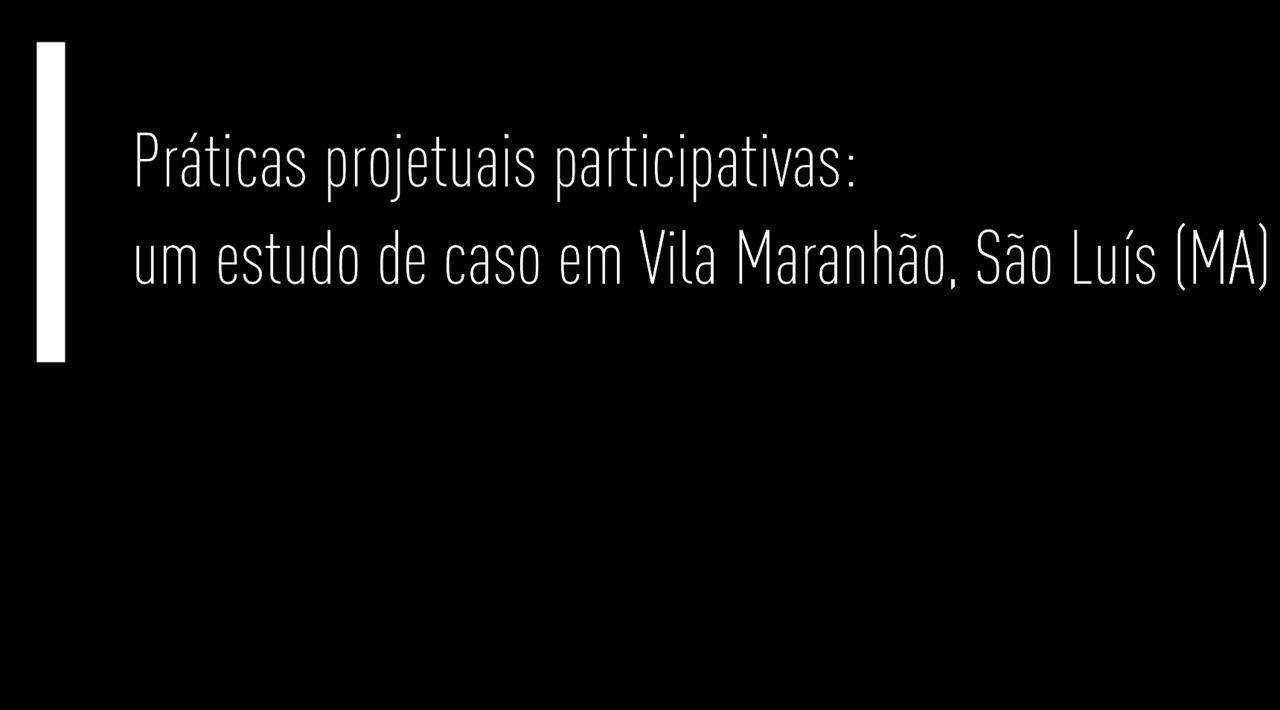 Práticas projetuais participativas:
um estudo de caso em Vila Maranhão, São Luís (MA)